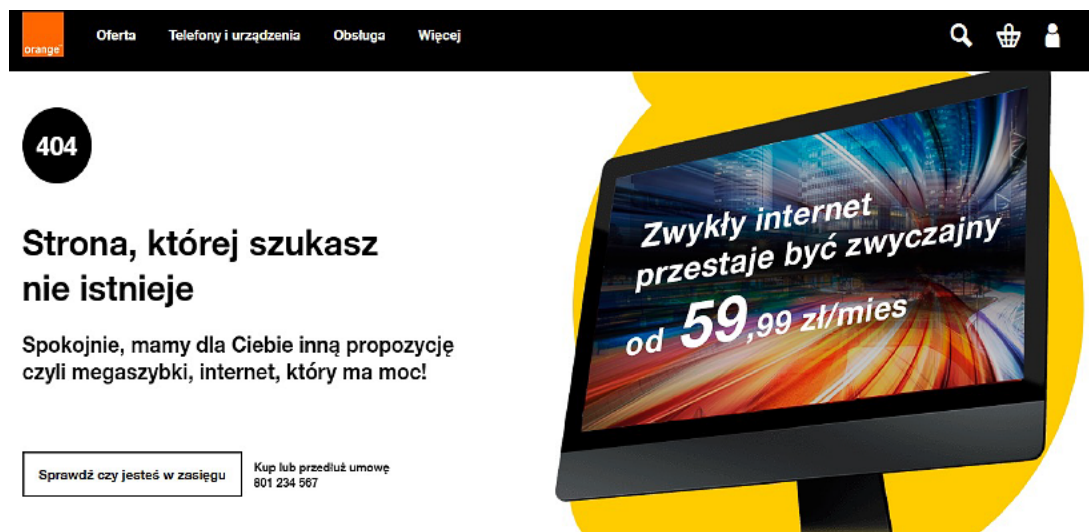 orange™
Oferta Telefony i urządzenia Obsługa Więcej
404
Strona, której szukasz
nie istnieje
Spokojnie, mamy dla Ciebie inną propozycję
czyli megaszybki, internet, który ma moc!
Sprawdź czy jesteś w zasięgu
Kup lub przedłuż umowę
801 234 567
Zwykły internet
przestaje być zwyczajny
od 59,99 zł/mies